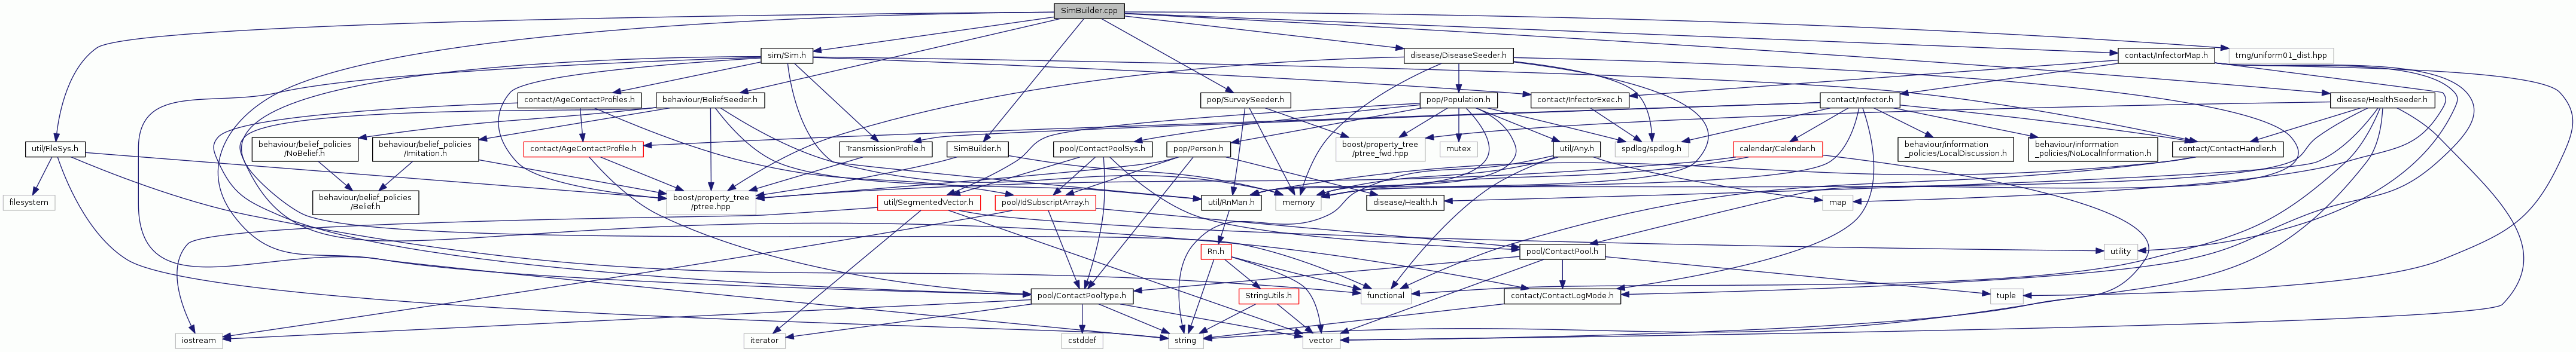 SimBuilder.cpp
sim/Sim.h
disease/DiseaseSeeder.h
contact/InfectorMap.h
trng/uniform01_dist.hpp
contact/AgeContactProfiles.h
behaviour/BeliefSeeder.h
pop/SurveySeeder.h
pop/Population.h
contact/InfectorExec.h
contact/Infector.h
disease/HealthSeeder.h
util/FileSys.h
behaviour/belief_policies
/NoBelief.h
behaviour/belief_policies
/Imitation.h
contact/AgeContactProfile.h
TransmissionProfile.h
SimBuilder.h
pool/ContactPoolSys.h
pop/Person.h
boost/property_tree
/ptree_fwd.hpp
mutex
util/Any.h
spdlog/spdlog.h
calendar/Calendar.h
behaviour/information
_policies/LocalDiscussion.h
behaviour/information
_policies/NoLocalInformation.h
contact/ContactHandler.h
filesystem
behaviour/belief_policies
/Belief.h
boost/property_tree
/ptree.hpp
util/SegmentedVector.h
pool/IdSubscriptArray.h
util/RnMan.h
memory
disease/Health.h
map
Rn.h
pool/ContactPool.h
utility
pool/ContactPoolType.h
StringUtils.h
functional
contact/ContactLogMode.h
tuple
iostream
iterator
cstddef
string
vector